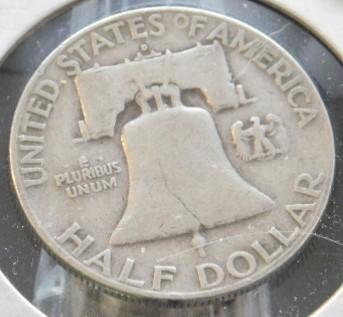 UNITED STATES OF AMERICA
D
E
PLURIBUS
UNUM
HALF DOLLAR